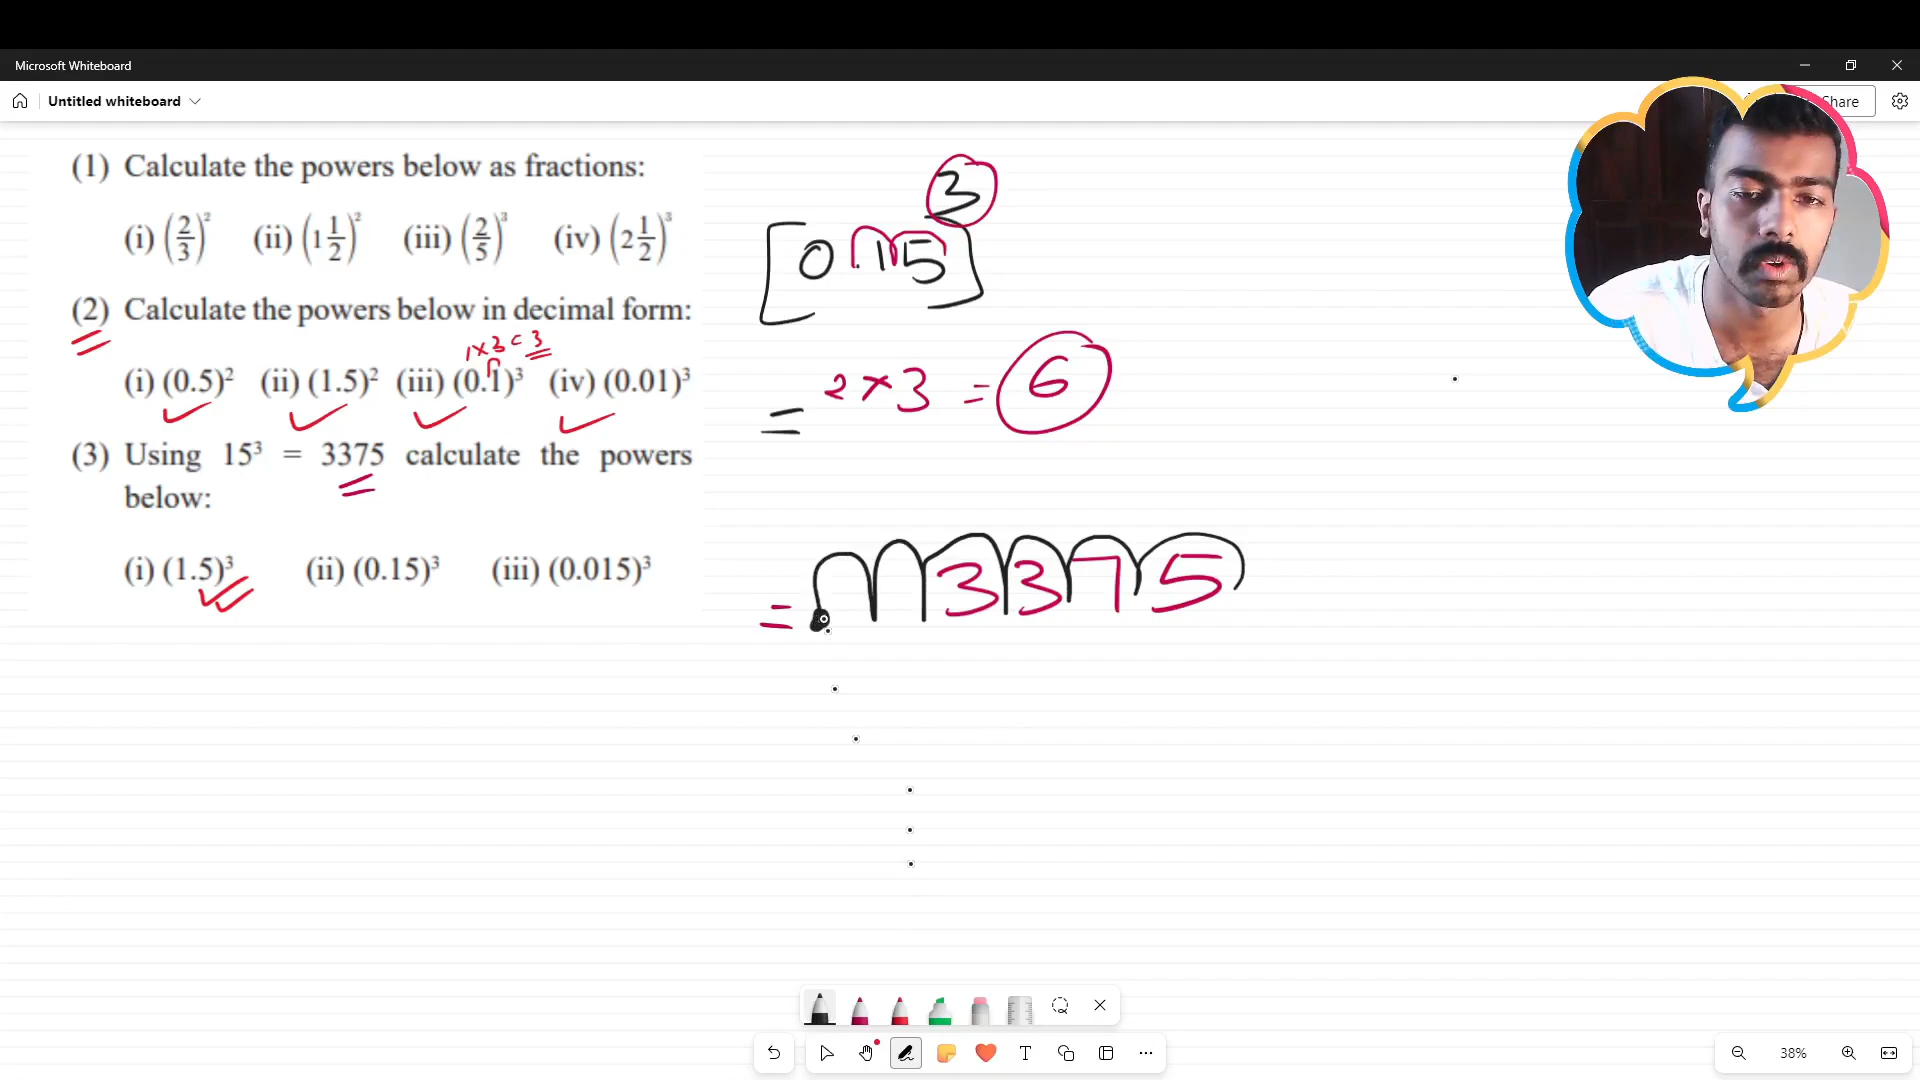 Microsoft Whiteboard
Untitled whiteboard
Share
(1) Calculate the powers below as fractions:
(i) (2/3)² (ii) (1 1/2)² (iii) (2/5)³ (iv) (2 1/2)³
(2) Calculate the powers below in decimal form:
1 × 3 = 3
(i) (0.5)² (ii) (1.5)² (iii) (0.1)³ (iv) (0.01)³
(3) Using 15³ = 3375 calculate the powers
below:
(i) (1.5)³ (ii) (0.15)³ (iii) (0.015)³
[0.15]³
= 2 × 3 = 6
= . 3375
38%